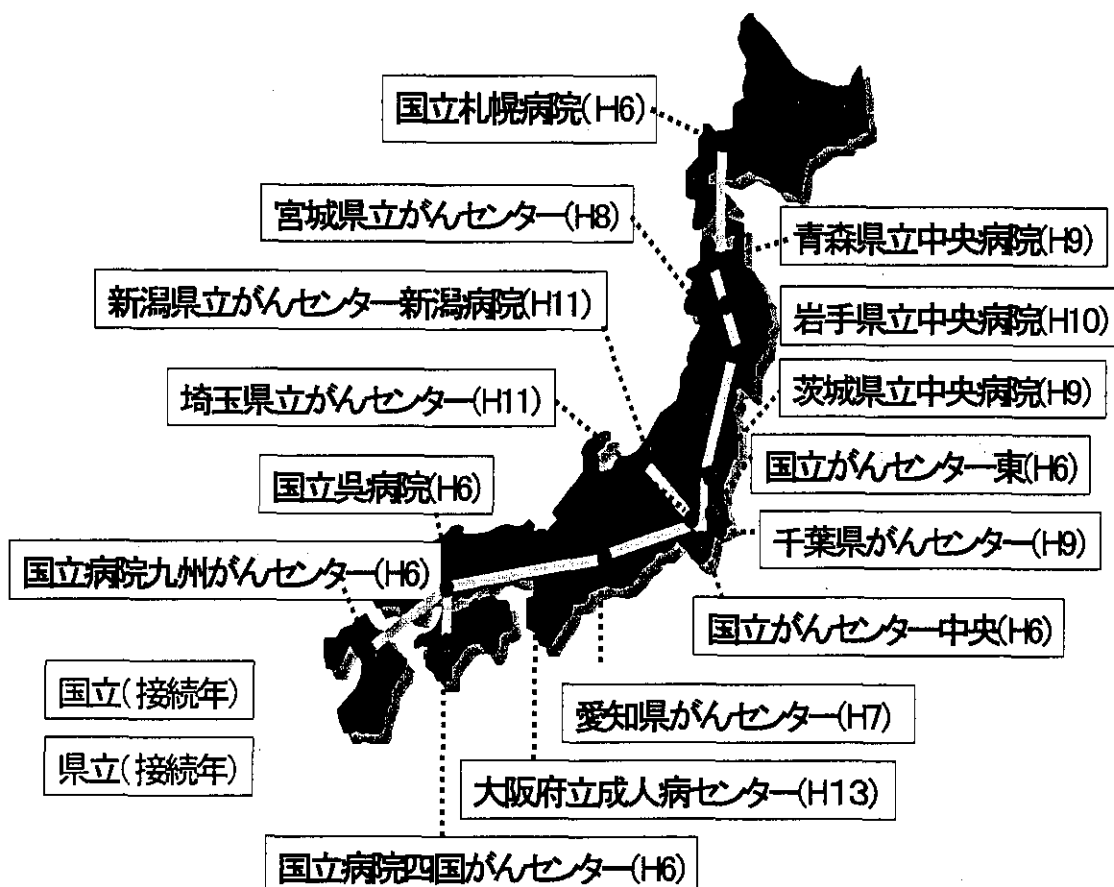 国立札幌病院(H6)
宮城県立がんセンター(H8)
青森県立中央病院(H9)
新潟県立がんセンター新潟病院(H11)
岩手県立中央病院(H10)
埼玉県立がんセンター(H11)
茨城県立中央病院(H9)
国立がんセンター東(H6)
国立呉病院(H6)
千葉県がんセンター(H9)
国立病院九州がんセンター(H6)
国立がんセンター中央(H6)
国立(接続年)
愛知県がんセンター(H7)
県立(接続年)
大阪府立成人病センター(H13)
国立病院四国がんセンター(H6)